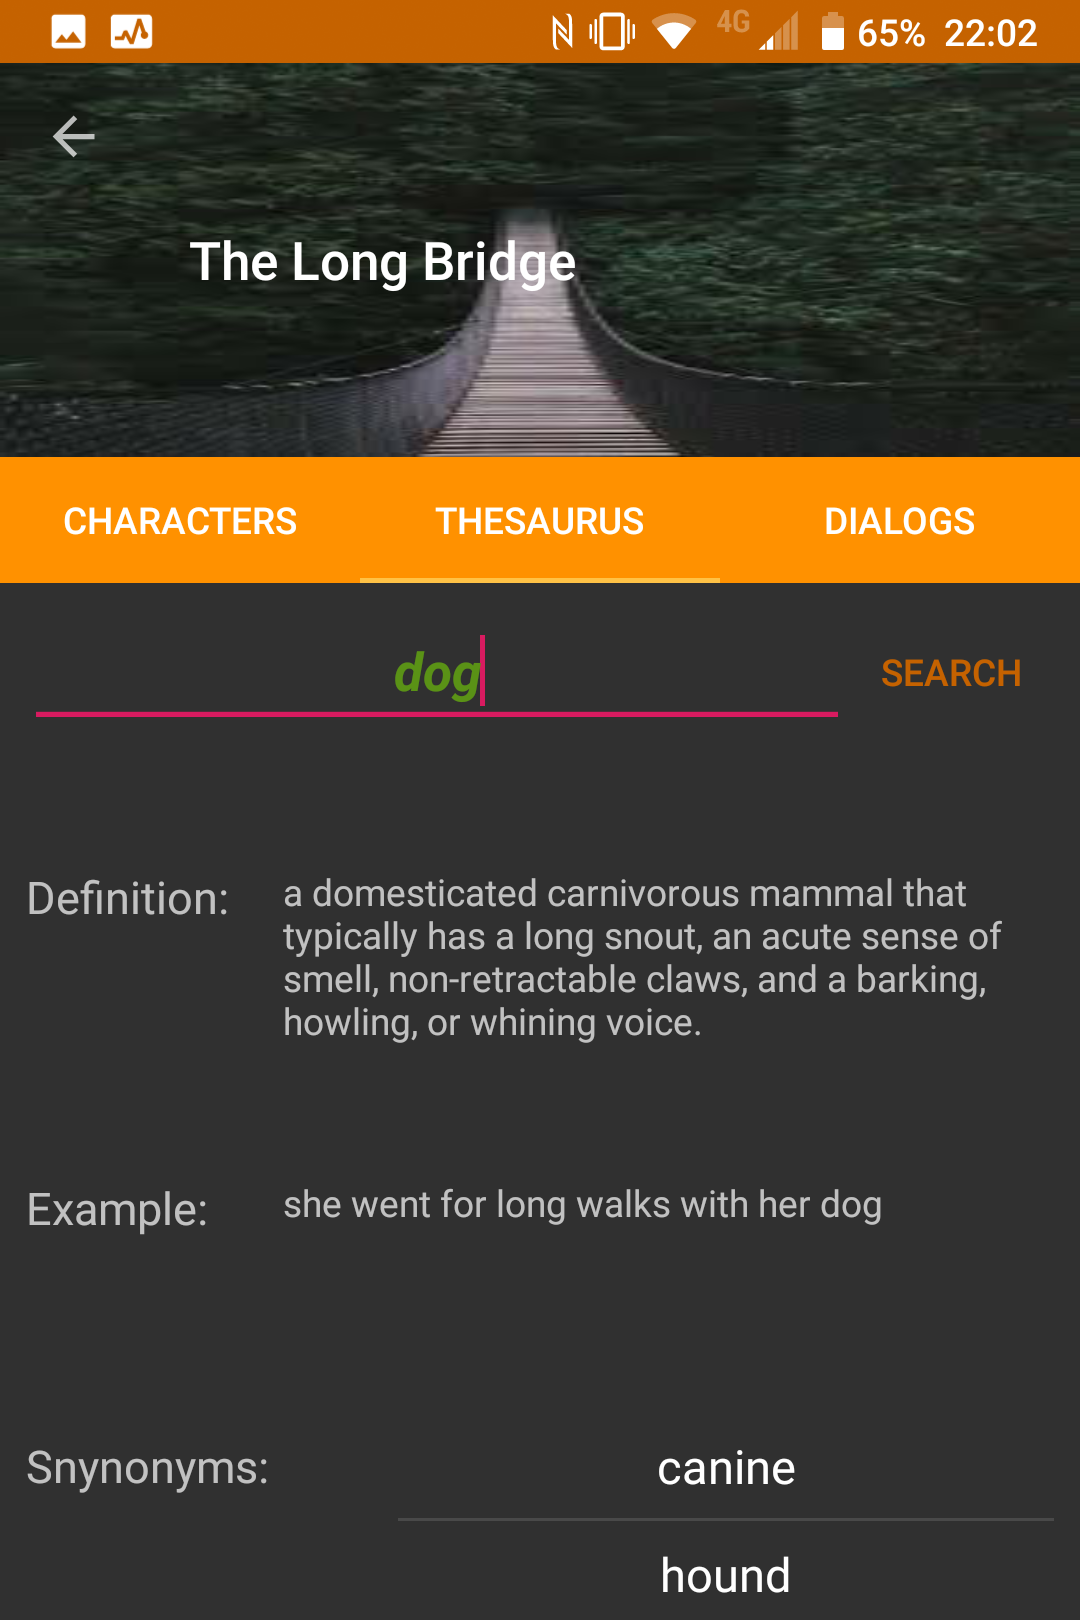 4G 65% 22:02
The Long Bridge
CHARACTERS THESAURUS DIALOGS
dog SEARCH
Definition: a domesticated carnivorous mammal that
typically has a long snout, an acute sense of
smell, non-retractable claws, and a barking,
howling, or whining voice.
Example: she went for long walks with her dog
Snynonyms: canine
hound